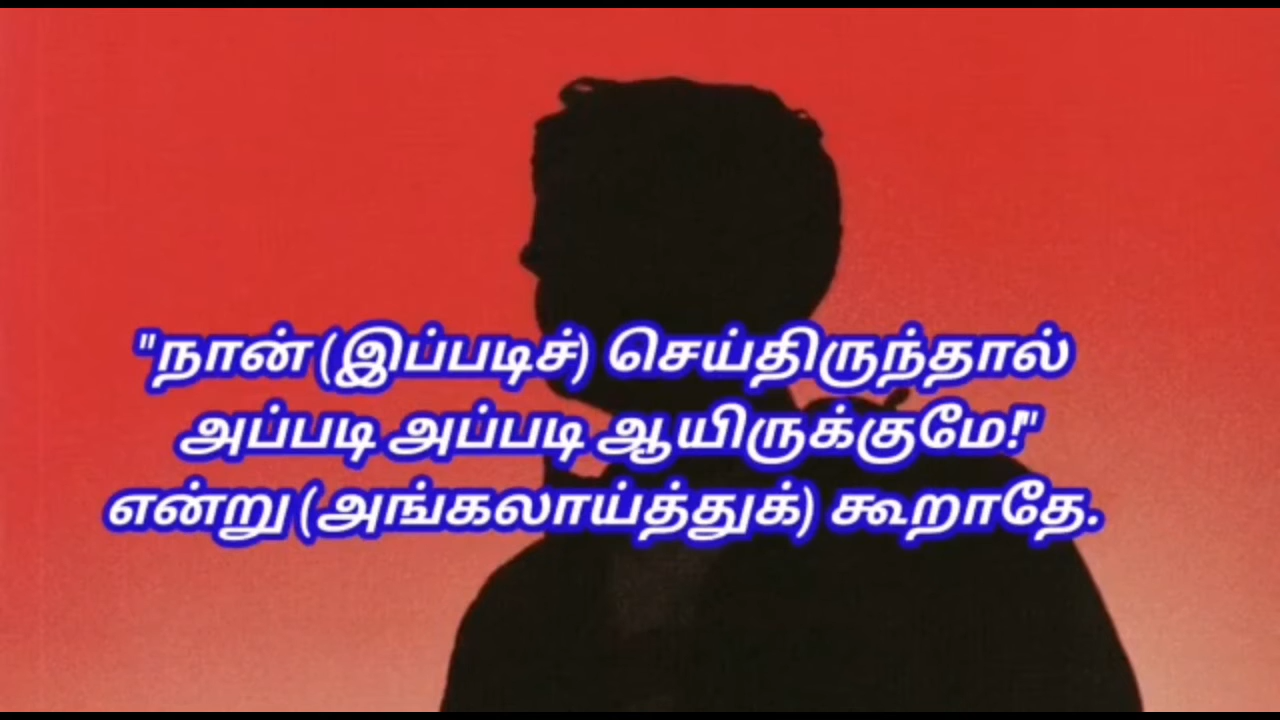 "நான் (இப்படிச்) செய்திருந்தால்
அப்படி அப்படி ஆயிருக்குமே!"
என்று (அங்கலாய்த்துக்) கூறாதே.